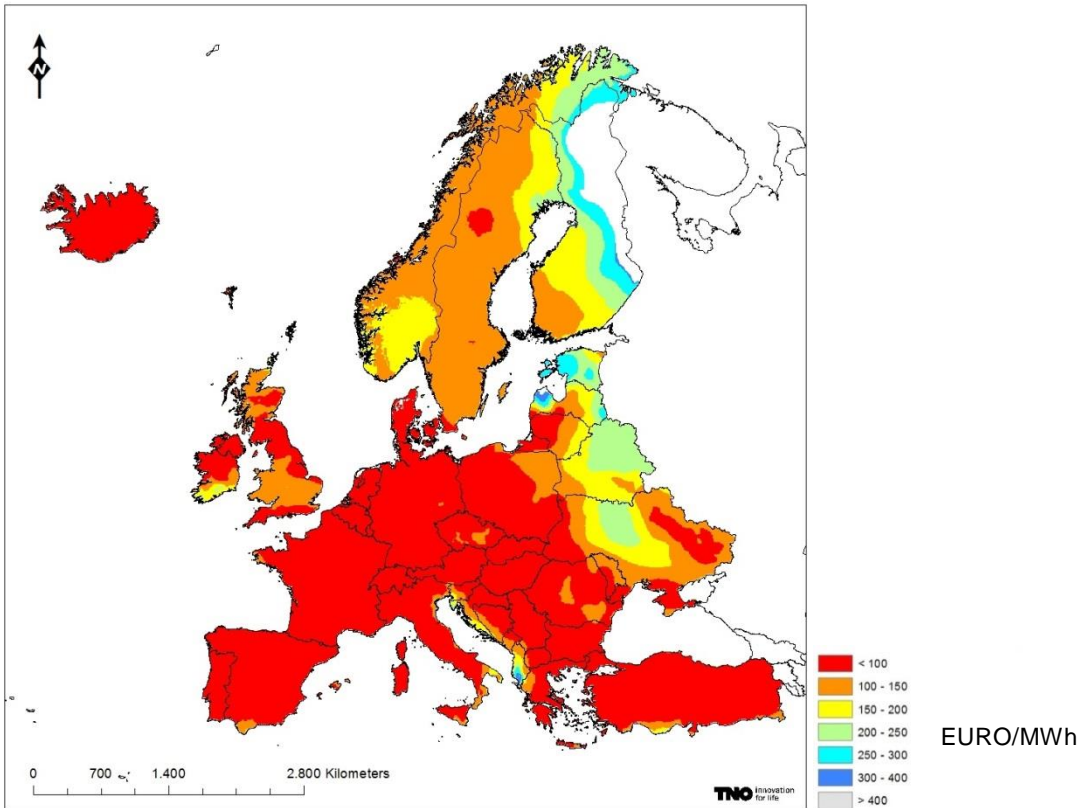 N
< 100
100 - 150
150 - 200
200 - 250
250 - 300
300 - 400
> 400
EURO/MWh
0 700 1.400 2.800 Kilometers
TNO innovation
for life